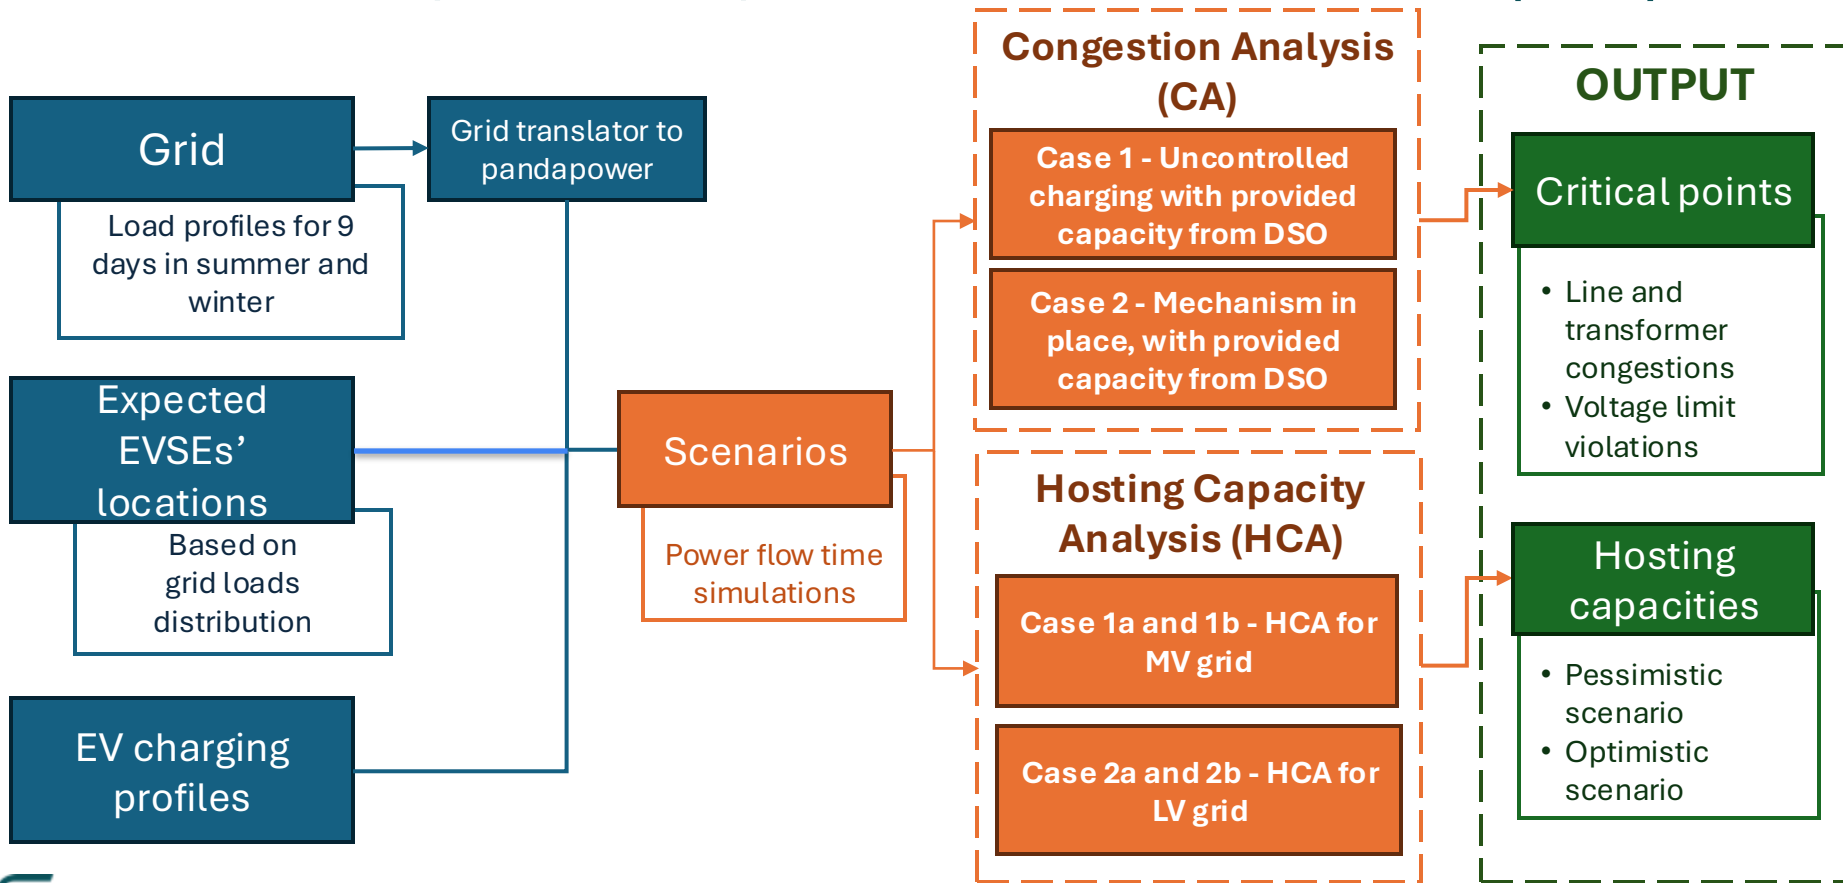 Grid
Load profiles for 9
days in summer and
winter
Grid translator to
pandapower
Expected
EVSEs’
locations
Based on
grid loads
distribution
EV charging
profiles
Scenarios
Power flow time
simulations
Congestion Analysis
(CA)
Case 1 - Uncontrolled
charging with provided
capacity from DSO
Case 2 - Mechanism in
place, with provided
capacity from DSO
Hosting Capacity
Analysis (HCA)
Case 1a and 1b - HCA for
MV grid
Case 2a and 2b - HCA for
LV grid
OUTPUT
Critical points
• Line and
transformer
congestions
• Voltage limit
violations
Hosting
capacities
• Pessimistic
scenario
• Optimistic
scenario